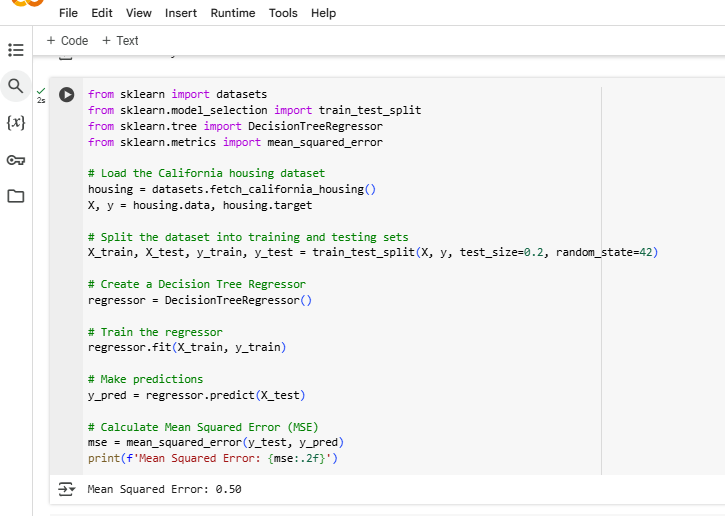 File Edit View Insert Runtime Tools Help
+ Code + Text
2s
from sklearn import datasets
from sklearn.model_selection import train_test_split
from sklearn.tree import DecisionTreeRegressor
from sklearn.metrics import mean_squared_error
# Load the California housing dataset
housing = datasets.fetch_california_housing()
X, y = housing.data, housing.target
# Split the dataset into training and testing sets
X_train, X_test, y_train, y_test = train_test_split(X, y, test_size=0.2, random_state=42)
# Create a Decision Tree Regressor
regressor = DecisionTreeRegressor()
# Train the regressor
regressor.fit(X_train, y_train)
# Make predictions
y_pred = regressor.predict(X_test)
# Calculate Mean Squared Error (MSE)
mse = mean_squared_error(y_test, y_pred)
print(f'Mean Squared Error: {mse:.2f}')
Mean Squared Error: 0.50